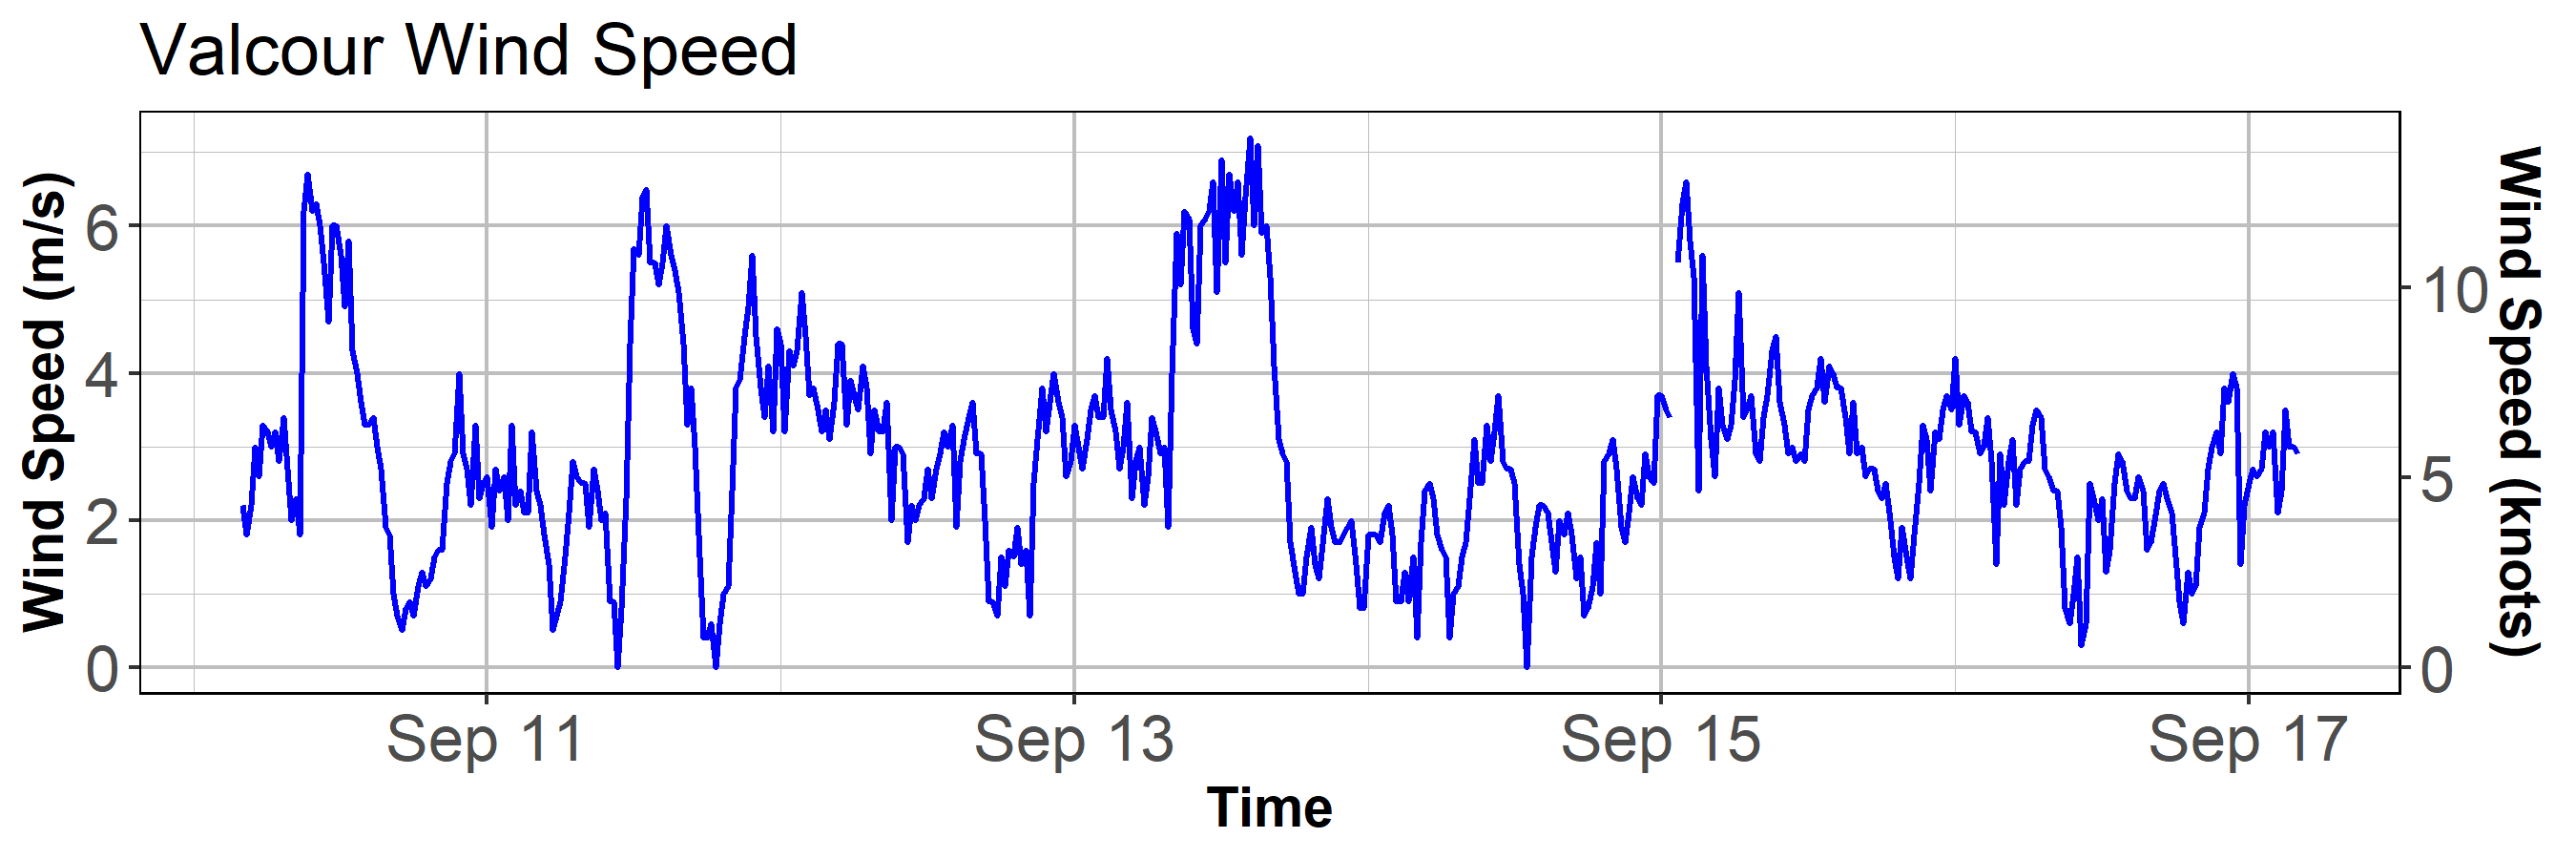 Valcour Wind Speed
Wind Speed (m/s)
6
4
2
0
10
5
0
Wind Speed (knots)
Sep 11
Sep 13
Sep 15
Sep 17
Time